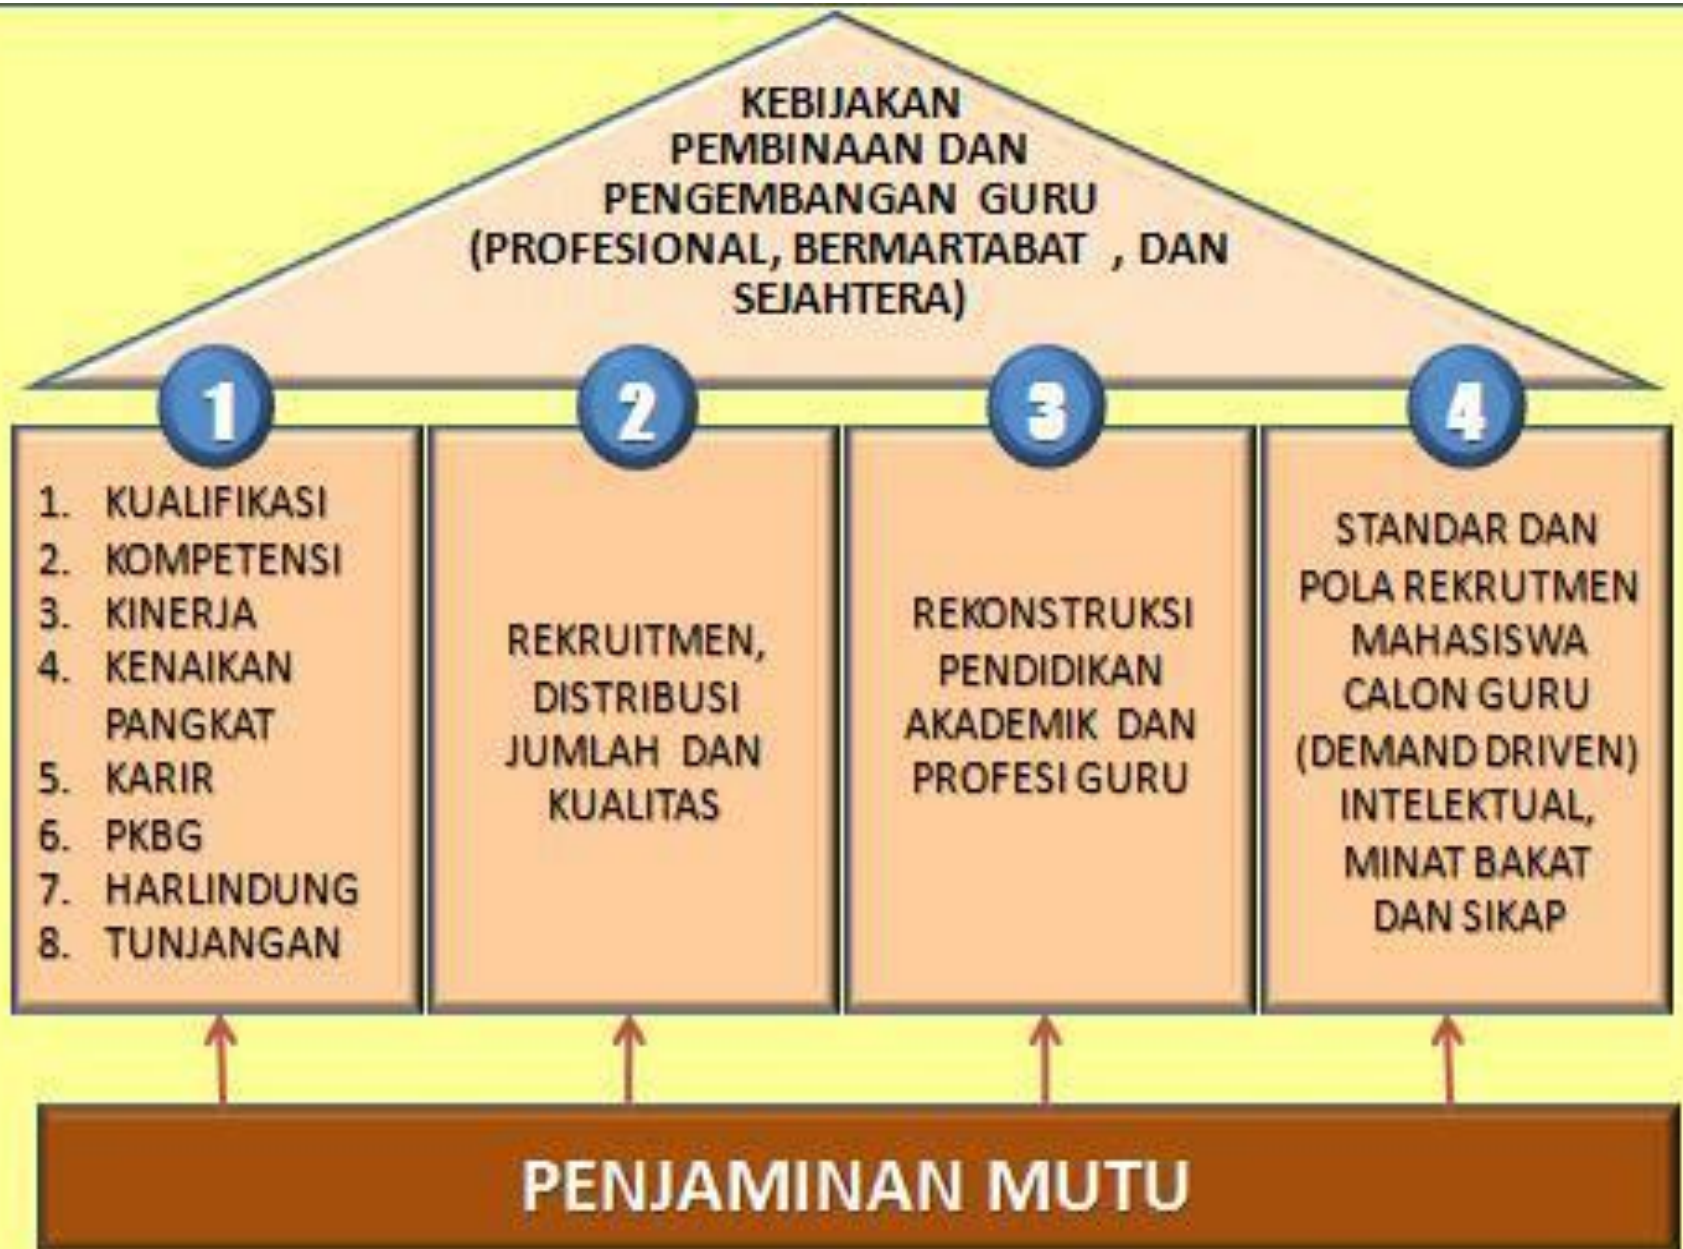 KEBIJAKAN
PEMBINAAN DAN
PENGEMBANGAN GURU
(PROFESIONAL, BERMARTABAT , DAN
SEJAHTERA)
1
1. KUALIFIKASI
2. KOMPETENSI
3. KINERJA
4. KENAIKAN
PANGKAT
5. KARIR
6. PKBG
7. HARLINDUNG
8. TUNJANGAN
2
REKRUITMEN,
DISTRIBUSI
JUMLAH DAN
KUALITAS
3
REKONSTRUKSI
PENDIDIKAN
AKADEMIK DAN
PROFESI GURU
4
STANDAR DAN
POLA REKRUTMEN
MAHASISWA
CALON GURU
(DEMAND DRIVEN)
INTELEKTUAL,
MINAT BAKAT
DAN SIKAP
PENJAMINAN MUTU